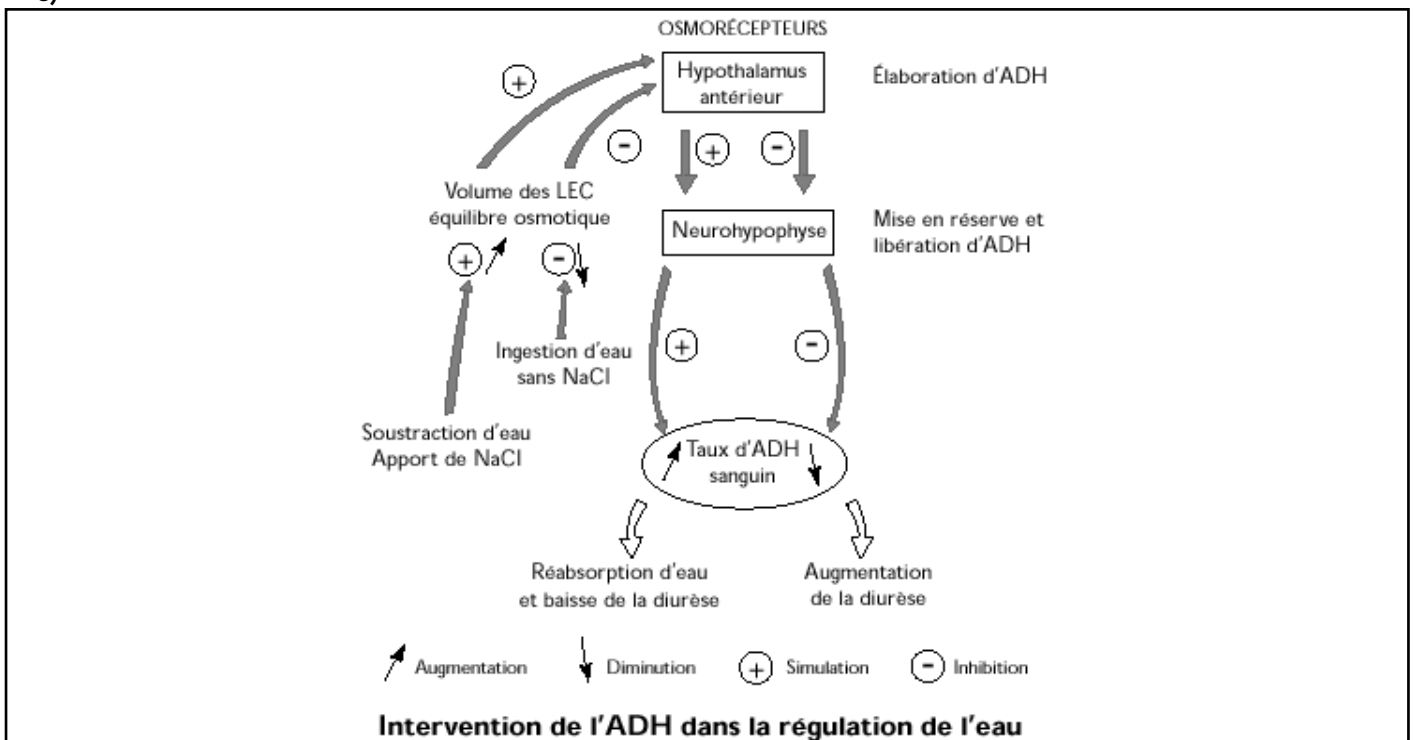 OSMORÉCEPTEURS
Hypothalamus
antérieur
Élaboration d'ADH
+
-
+
-
Volume des LEC
équilibre osmotique
Neurohypophyse
Mise en réserve et
libération d'ADH
+
-
Ingestion d'eau
sans NaCl
+
-
Soustraction d'eau
Apport de NaCl
Taux d'ADH
sanguin
Réabsorption d'eau
et baisse de la diurèse
Augmentation
de la diurèse
Augmentation
Diminution
+ Simulation
- Inhibition
Intervention de l'ADH dans la régulation de l'eau